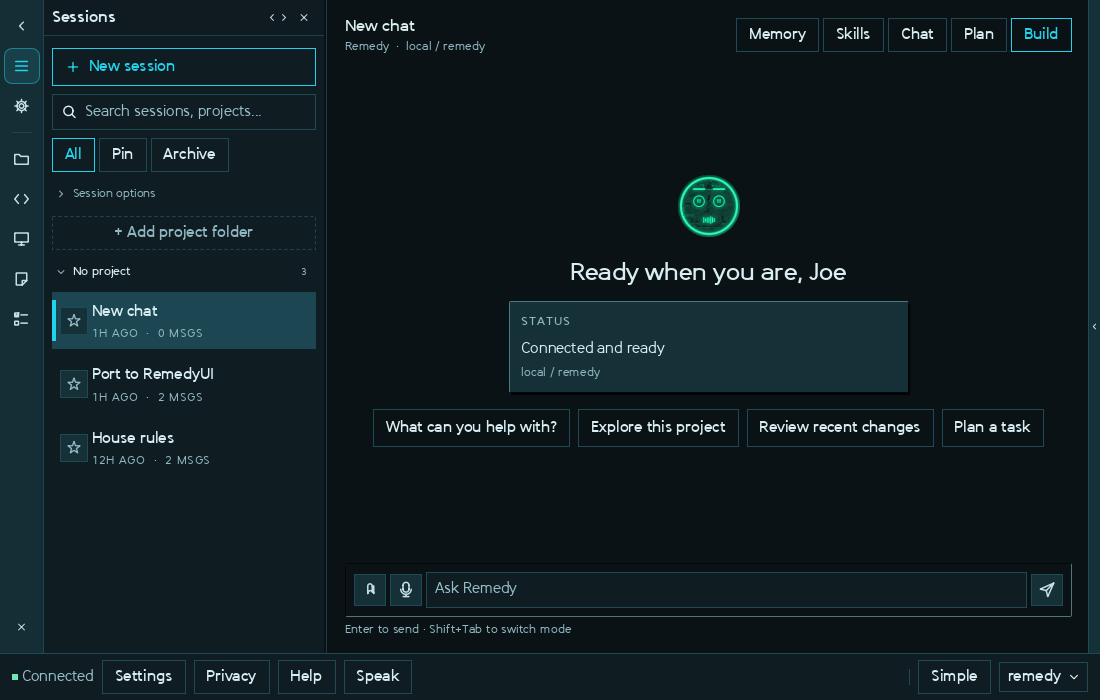 Sessions
New session
Search sessions, projects...
All
Pin
Archive
Session options
+ Add project folder
No project
3
New chat
1H AGO · 0 MSGS
Port to RemedyUI
1H AGO · 2 MSGS
House rules
12H AGO · 2 MSGS
New chat
Remedy · local / remedy
Memory
Skills
Chat
Plan
Build
Ready when you are, Joe
STATUS
Connected and ready
local / remedy
What can you help with?
Explore this project
Review recent changes
Plan a task
Ask Remedy
Enter to send · Shift+Tab to switch mode
Connected
Settings
Privacy
Help
Speak
Simple
remedy